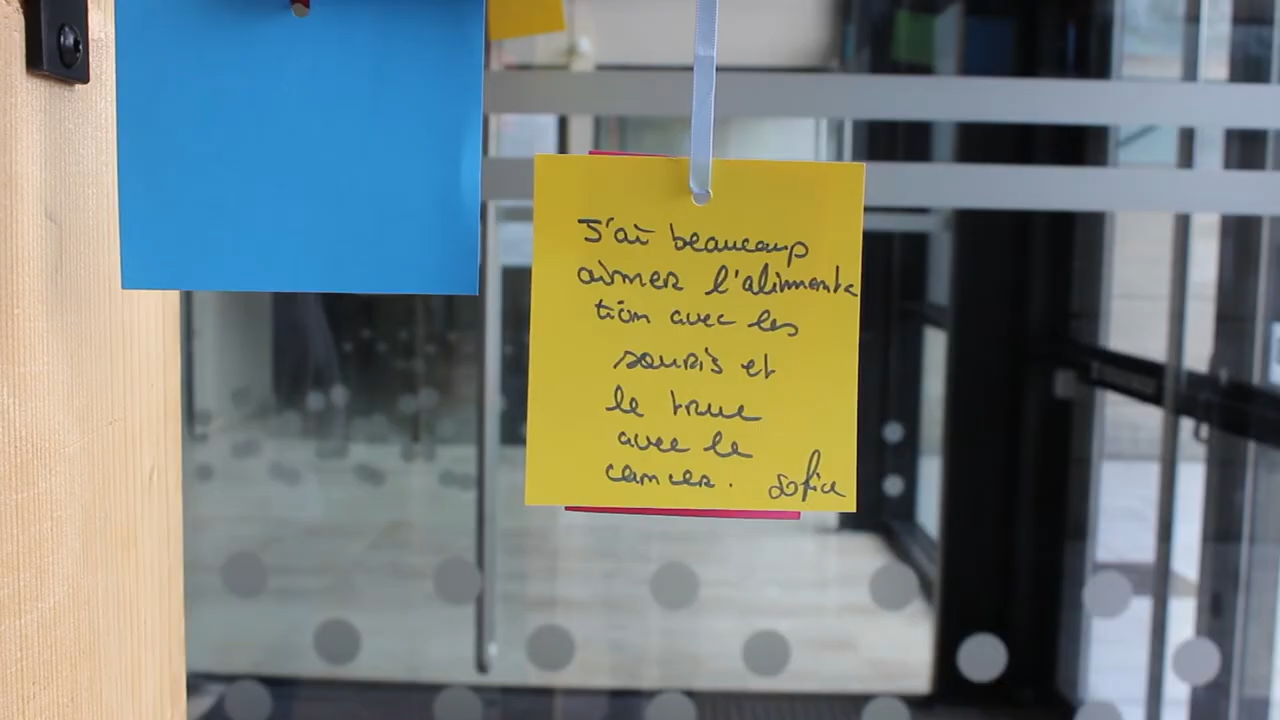 J'ai beaucoup
aimer l'alimenta
tion avec les
souris et
le truc
avec le
cancer. Sofia